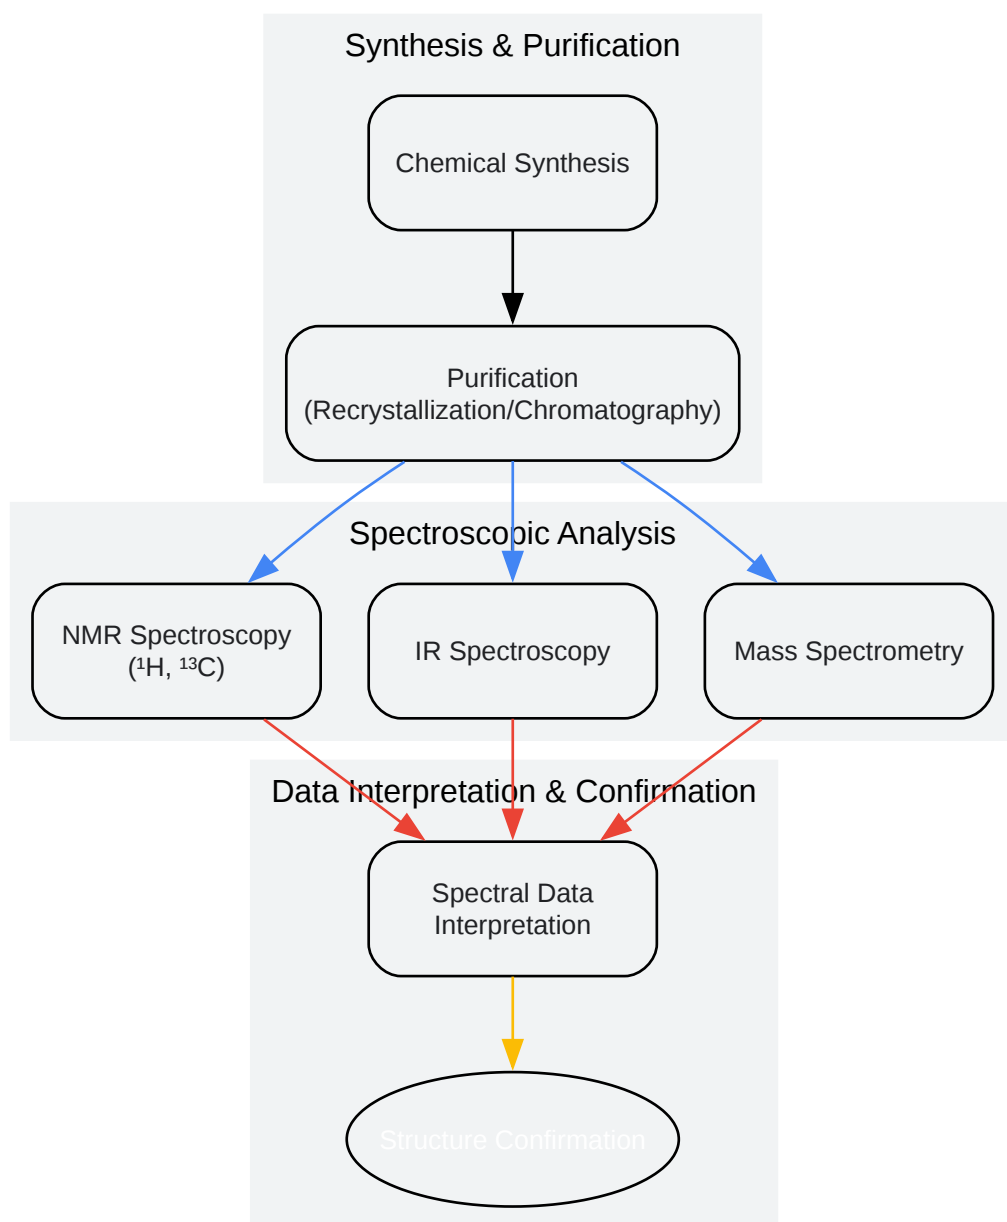 Synthesis & Purification
Chemical Synthesis
Purification
(Recrystallization/Chromatography)
Spectroscopic Analysis
NMR Spectroscopy
(¹H, ¹³C)
IR Spectroscopy
Mass Spectrometry
Data Interpretation & Confirmation
Spectral Data
Interpretation
Structure Confirmation